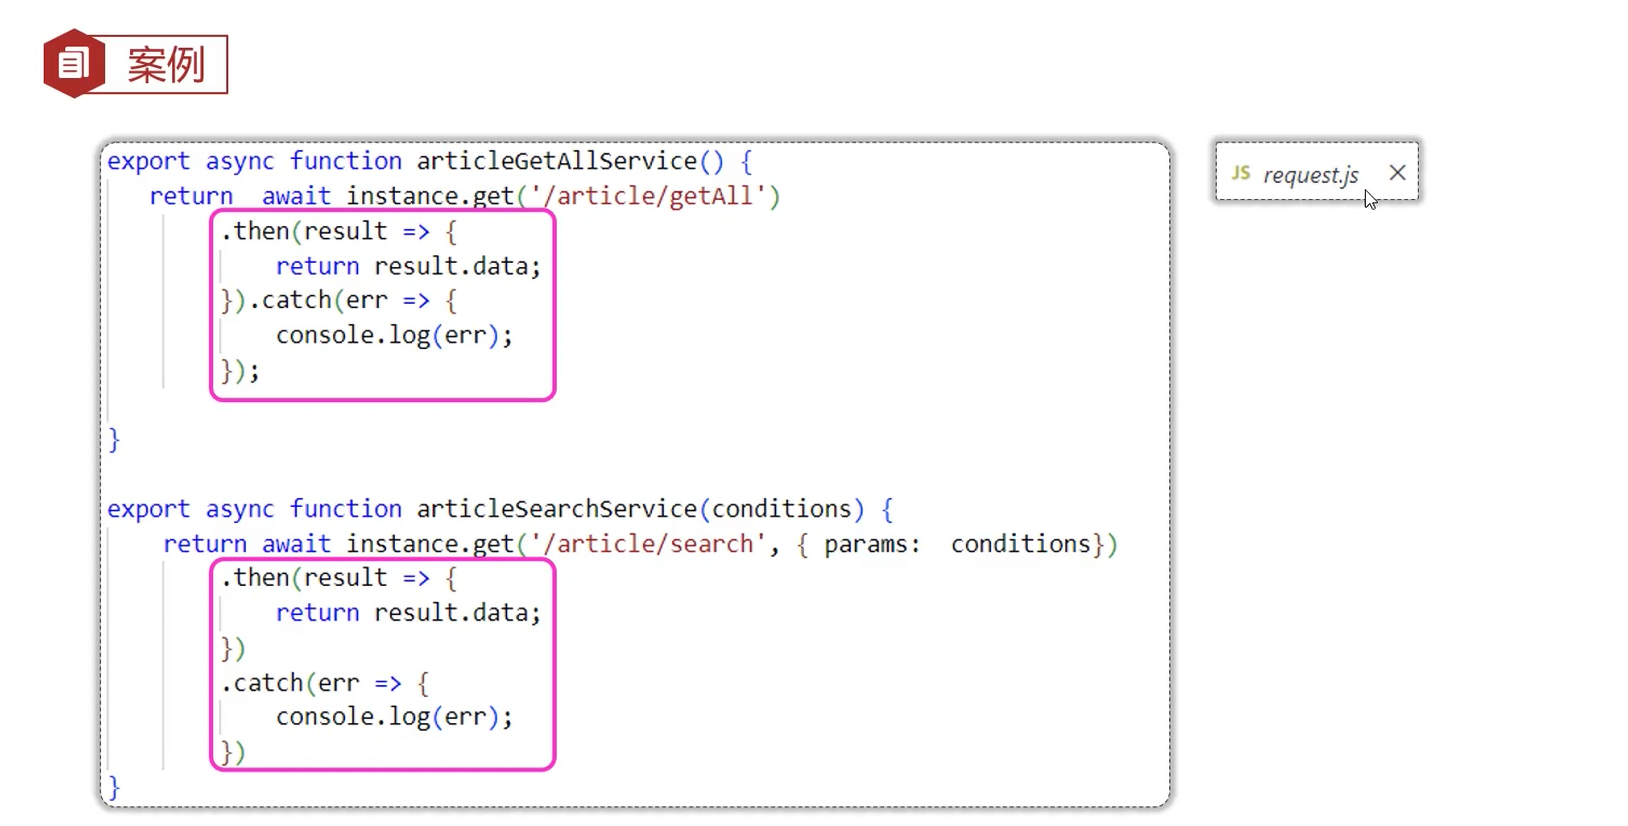 案例
export async function articleGetAllService() {
return  await instance.get('/article/getAll')
.then(result => {
return result.data;
}).catch(err => {
console.log(err);
});
}
export async function articleSearchService(conditions) {
return await instance.get('/article/search', { params:  conditions})
.then(result => {
return result.data;
})
.catch(err => {
console.log(err);
})
}
JS request.js